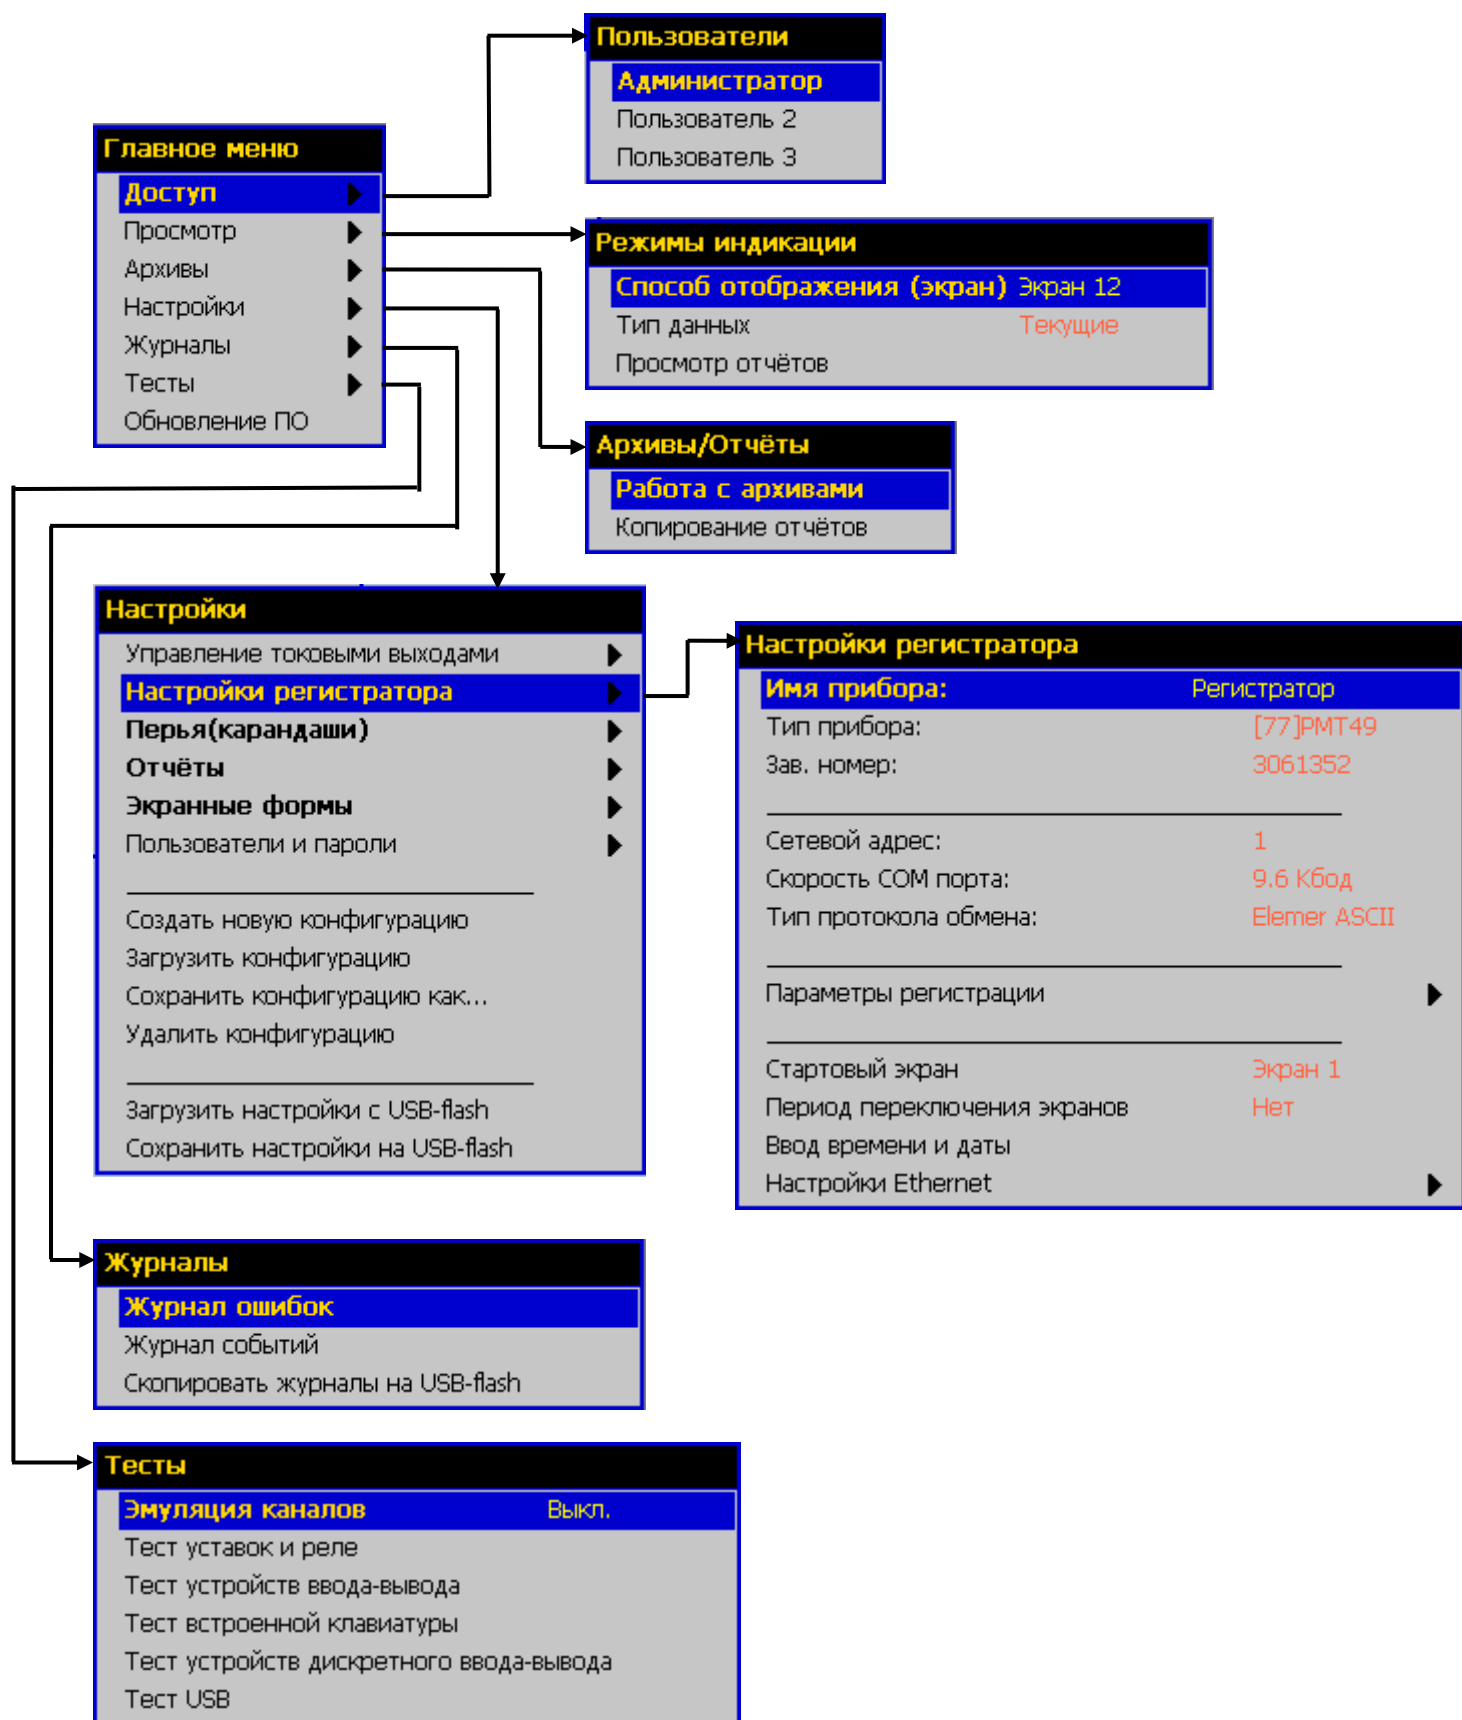 Пользователи
Администратор
Пользователь 2
Пользователь 3
Главное меню
Доступ
Просмотр
Архивы
Настройки
Журналы
Тесты
Обновление ПО
Режимы индикации
Способ отображения (экран) Экран 12
Тип данных Текущие
Просмотр отчётов
Архивы/Отчёты
Работа с архивами
Копирование отчётов
Настройки
Управление токовыми выходами
Настройки регистратора
Перья(карандаши)
Отчёты
Экранные формы
Пользователи и пароли
Создать новую конфигурацию
Загрузить конфигурацию
Сохранить конфигурацию как...
Удалить конфигурацию
Загрузить настройки с USB-flash
Сохранить настройки на USB-flash
Настройки регистратора
Имя прибора: Регистратор
Тип прибора: [77]РМТ49
Зав. номер: 3061352
Сетевой адрес: 1
Скорость COM порта: 9.6 Кбод
Тип протокола обмена: Elemer ASCII
Параметры регистрации
Стартовый экран Экран 1
Период переключения экранов Нет
Ввод времени и даты
Настройки Ethernet
Журналы
Журнал ошибок
Журнал событий
Скопировать журналы на USB-flash
Тесты
Эмуляция каналов Выкл.
Тест уставок и реле
Тест устройств ввода-вывода
Тест встроенной клавиатуры
Тест устройств дискретного ввода-вывода
Тест USB